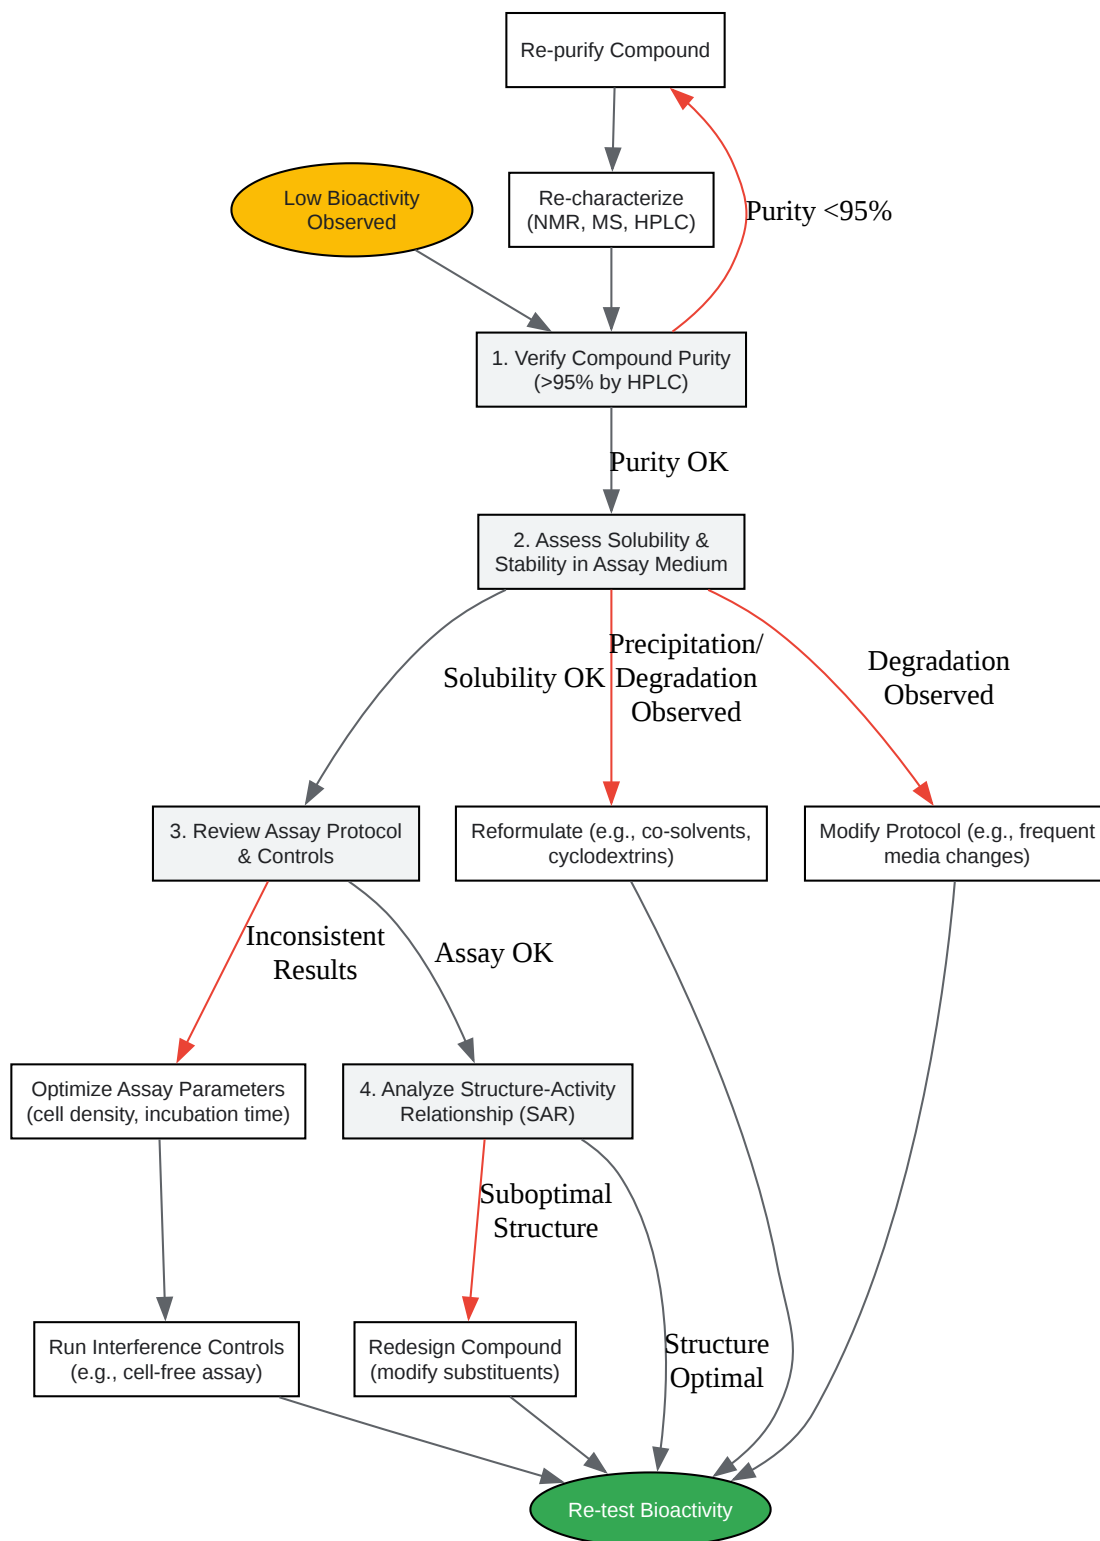 Re-purify Compound
Low Bioactivity
Observed
Re-characterize
(NMR, MS, HPLC)
Purity <95%
1. Verify Compound Purity
(>95% by HPLC)
Purity OK
2. Assess Solubility &
Stability in Assay Medium
Solubility OK
Precipitation/
Degradation
Observed
Degradation
Observed
3. Review Assay Protocol
& Controls
Reformulate (e.g., co-solvents,
cyclodextrins)
Modify Protocol (e.g., frequent
media changes)
Inconsistent
Results
Assay OK
Optimize Assay Parameters
(cell density, incubation time)
4. Analyze Structure-Activity
Relationship (SAR)
Suboptimal
Structure
Run Interference Controls
(e.g., cell-free assay)
Redesign Compound
(modify substituents)
Structure
Optimal
Re-test Bioactivity